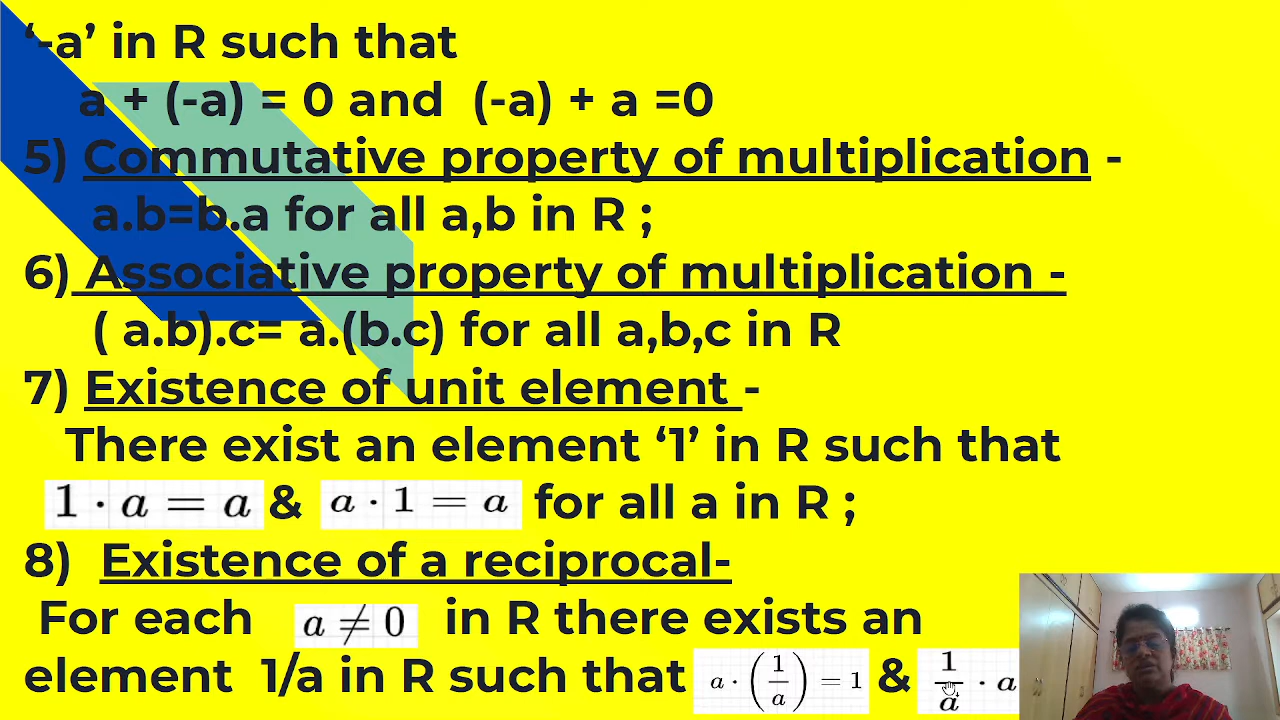 ‘-a’ in R such that
a + (-a) = 0 and (-a) + a =0
5) Commutative property of multiplication -
a.b=b.a for all a,b in R ;
6) Associative property of multiplication -
( a.b).c= a.(b.c) for all a,b,c in R
7) Existence of unit element -
There exist an element ‘1’ in R such that
1 · a = a & a · 1 = a for all a in R ;
8) Existence of a reciprocal-
For each a ≠ 0 in R there exists an
element 1/a in R such that a · (1/a) = 1 & 1/a · a